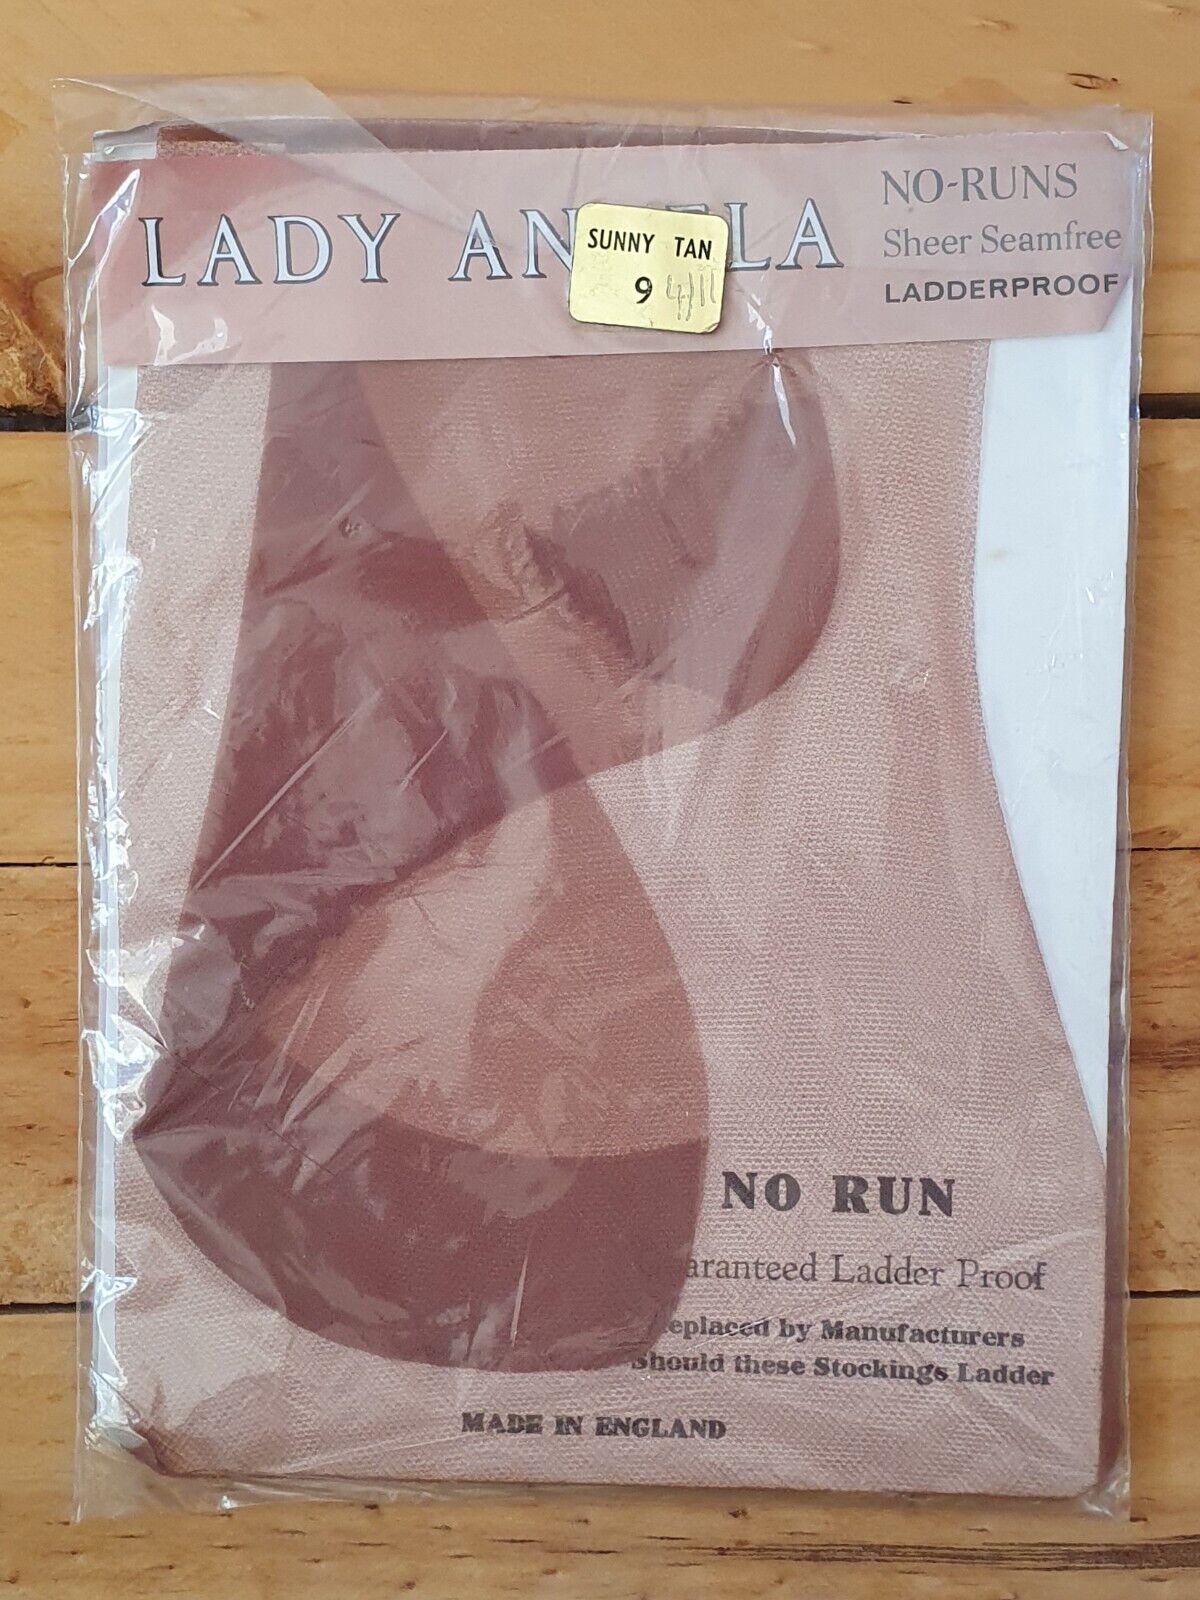 LADY AN ELA
SUNNY TAN
9 4/11
NO-RUNS
Sheer Seamfree
LADDERPROOF
NO RUN
aranteed Ladder Proof
eplaced by Manufacturers
Should these Stockings Ladder
MADE IN ENGLAND